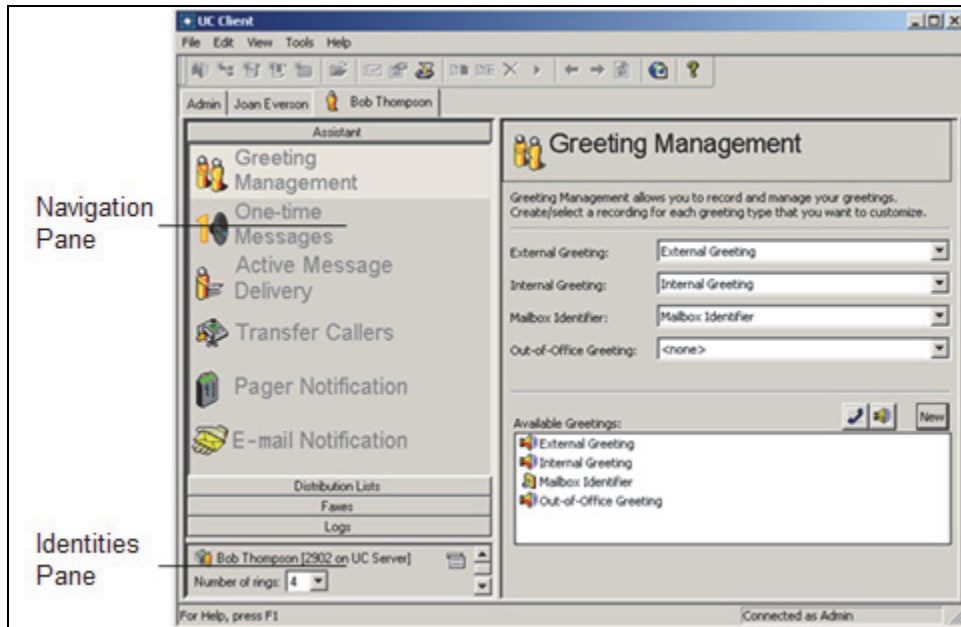 UC Client
File Edit View Tools Help
Admin Joan Everson Bob Thompson
Assistant
Greeting
Management
One-time
Messages
Active Message
Delivery
Transfer Callers
Pager Notification
E-mail Notification
Distribution Lists
Faxes
Logs
Bob Thompson [2902 on UC Server]
Number of rings: 4
Navigation
Pane
Identities
Pane
Greeting Management
Greeting Management allows you to record and manage your greetings.
Create/select a recording for each greeting type that you want to customize.
External Greeting: External Greeting
Internal Greeting: Internal Greeting
Mailbox Identifier: Mailbox Identifier
Out-of-Office Greeting: <none>
Available Greetings: New
External Greeting
Internal Greeting
Mailbox Identifier
Out-of-Office Greeting
For Help, press F1 Connected as Admin